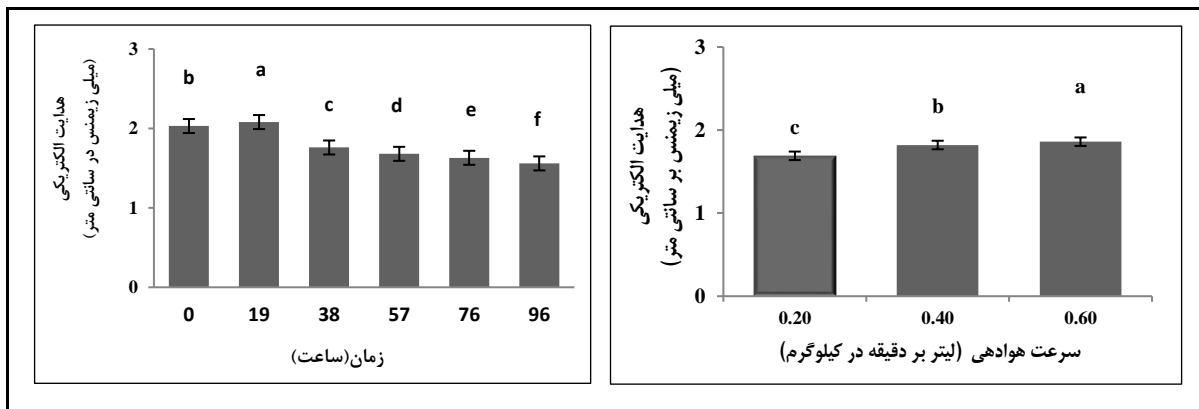 هدایت الکتریکی
(میلی زیمنس در سانتی متر)
3
2
1
0
b
a
c
d
e
f
0 19 38 57 76 96
زمان(ساعت)
هدایت الکتریکی
(میلی زیمنس بر سانتی متر)
3
2
1
0
c
b
a
0.20 0.40 0.60
سرعت هوادهی (لیتر بر دقیقه در کیلوگرم)